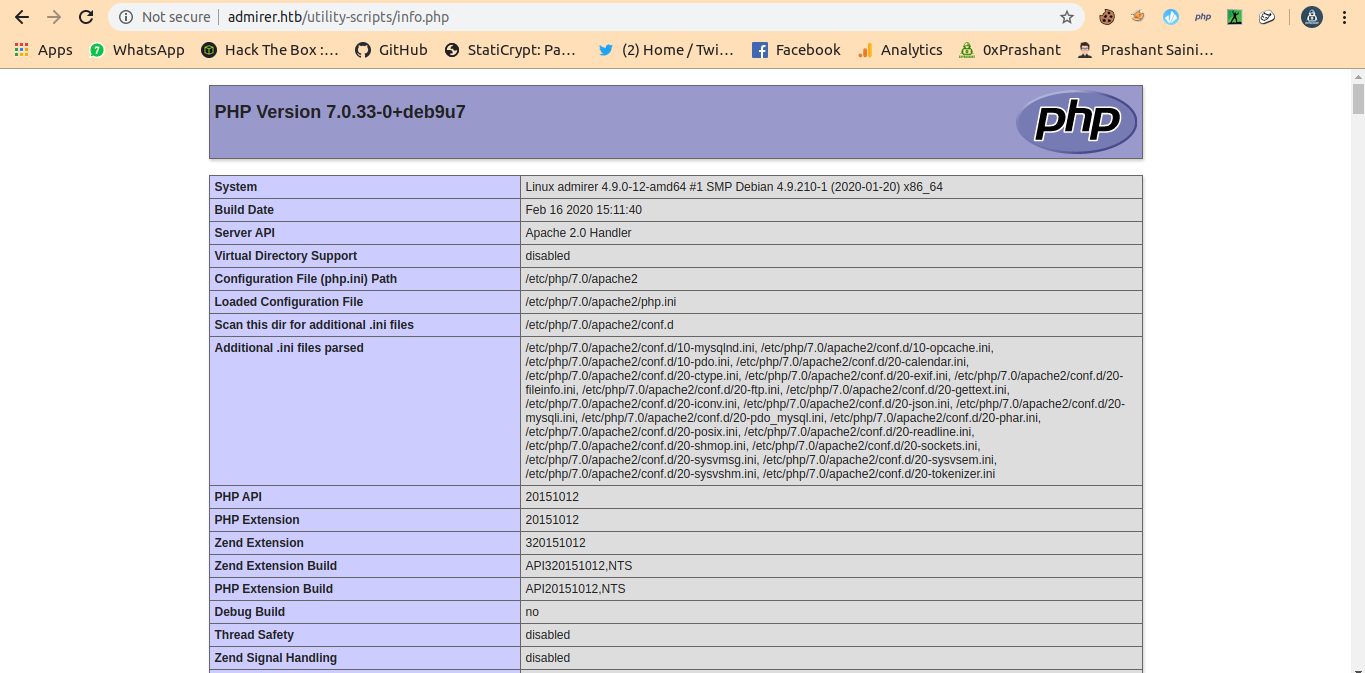 Not secure admirer.htb/utility-scripts/info.php php
Apps 7 WhatsApp Hack The Box :... GitHub StatiCrypt: Pa... (2) Home / Twi... Facebook Analytics 0xPrashant Prashant Saini...
PHP Version 7.0.33-0+deb9u7 php
System Linux admirer 4.9.0-12-amd64 #1 SMP Debian 4.9.210-1 (2020-01-20) x86_64
Build Date Feb 16 2020 15:11:40
Server API Apache 2.0 Handler
Virtual Directory Support disabled
Configuration File (php.ini) Path /etc/php/7.0/apache2
Loaded Configuration File /etc/php/7.0/apache2/php.ini
Scan this dir for additional .ini files /etc/php/7.0/apache2/conf.d
Additional .ini files parsed /etc/php/7.0/apache2/conf.d/10-mysqlnd.ini, /etc/php/7.0/apache2/conf.d/10-opcache.ini,
/etc/php/7.0/apache2/conf.d/10-pdo.ini, /etc/php/7.0/apache2/conf.d/20-calendar.ini,
/etc/php/7.0/apache2/conf.d/20-ctype.ini, /etc/php/7.0/apache2/conf.d/20-exif.ini, /etc/php/7.0/apache2/conf.d/20-
fileinfo.ini, /etc/php/7.0/apache2/conf.d/20-ftp.ini, /etc/php/7.0/apache2/conf.d/20-gettext.ini,
/etc/php/7.0/apache2/conf.d/20-iconv.ini, /etc/php/7.0/apache2/conf.d/20-json.ini, /etc/php/7.0/apache2/conf.d/20-
mysqli.ini, /etc/php/7.0/apache2/conf.d/20-pdo_mysql.ini, /etc/php/7.0/apache2/conf.d/20-phar.ini,
/etc/php/7.0/apache2/conf.d/20-posix.ini, /etc/php/7.0/apache2/conf.d/20-readline.ini,
/etc/php/7.0/apache2/conf.d/20-shmop.ini, /etc/php/7.0/apache2/conf.d/20-sockets.ini,
/etc/php/7.0/apache2/conf.d/20-sysvmsg.ini, /etc/php/7.0/apache2/conf.d/20-sysvsem.ini,
/etc/php/7.0/apache2/conf.d/20-sysvshm.ini, /etc/php/7.0/apache2/conf.d/20-tokenizer.ini
PHP API 20151012
PHP Extension 20151012
Zend Extension 320151012
Zend Extension Build API320151012,NTS
PHP Extension Build API20151012,NTS
Debug Build no
Thread Safety disabled
Zend Signal Handling disabled